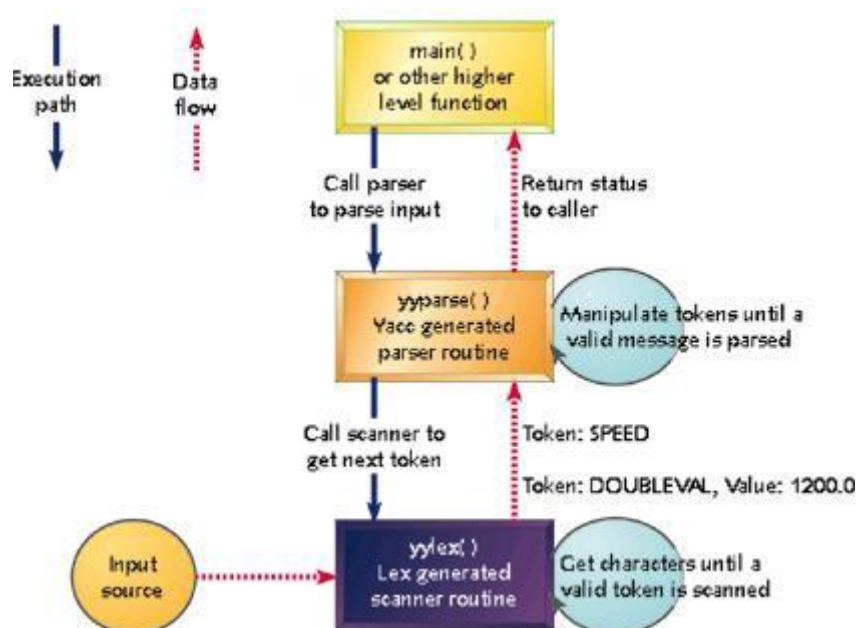 Execution
path
Data
flow
main( )
or other higher
level function
Call parser
to parse input
Return status
to caller
yyparse( )
Yacc generated
parser routine
Manipulate tokens until a
valid message is parsed
Call scanner to
get next token
Token: SPEED
Token: DOUBLEVAL, Value: 1200.0
Input
source
yylex( )
Lex generated
scanner routine
Get characters until a
valid token is scanned